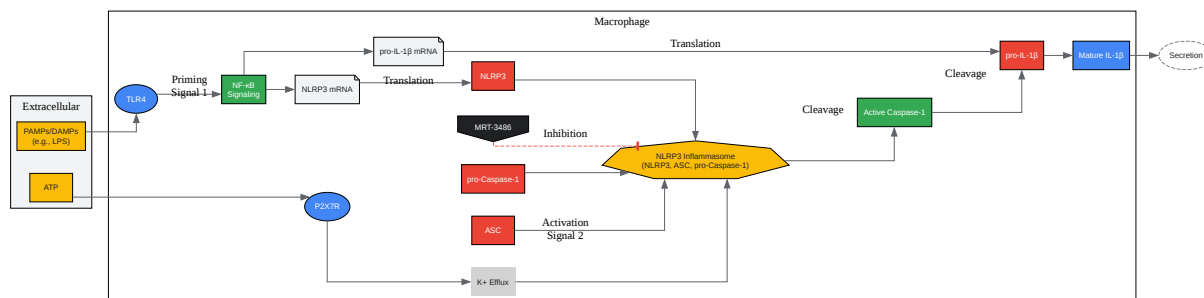 Macrophage
pro-IL-1β mRNA
Translation
pro-IL-1β
Mature IL-1β
Secretion
Priming
Signal 1
NF-κB
Signaling
NLRP3 mRNA
Translation
NLRP3
Cleavage
TLR4
Extracellular
PAMPs/DAMPs
(e.g., LPS)
ATP
MRT-3486
Inhibition
Cleavage
Active Caspase-1
NLRP3 Inflammasome
(NLRP3, ASC, pro-Caspase-1)
pro-Caspase-1
P2X7R
ASC
Activation
Signal 2
K+ Efflux